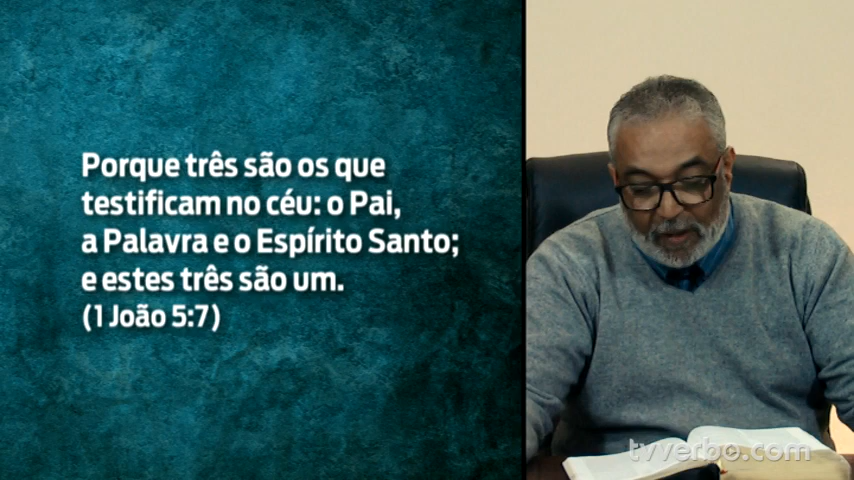 Porque três são os que
testificam no céu: o Pai,
a Palavra e o Espírito Santo;
e estes três são um.
(1 João 5:7)
tvverbo.com